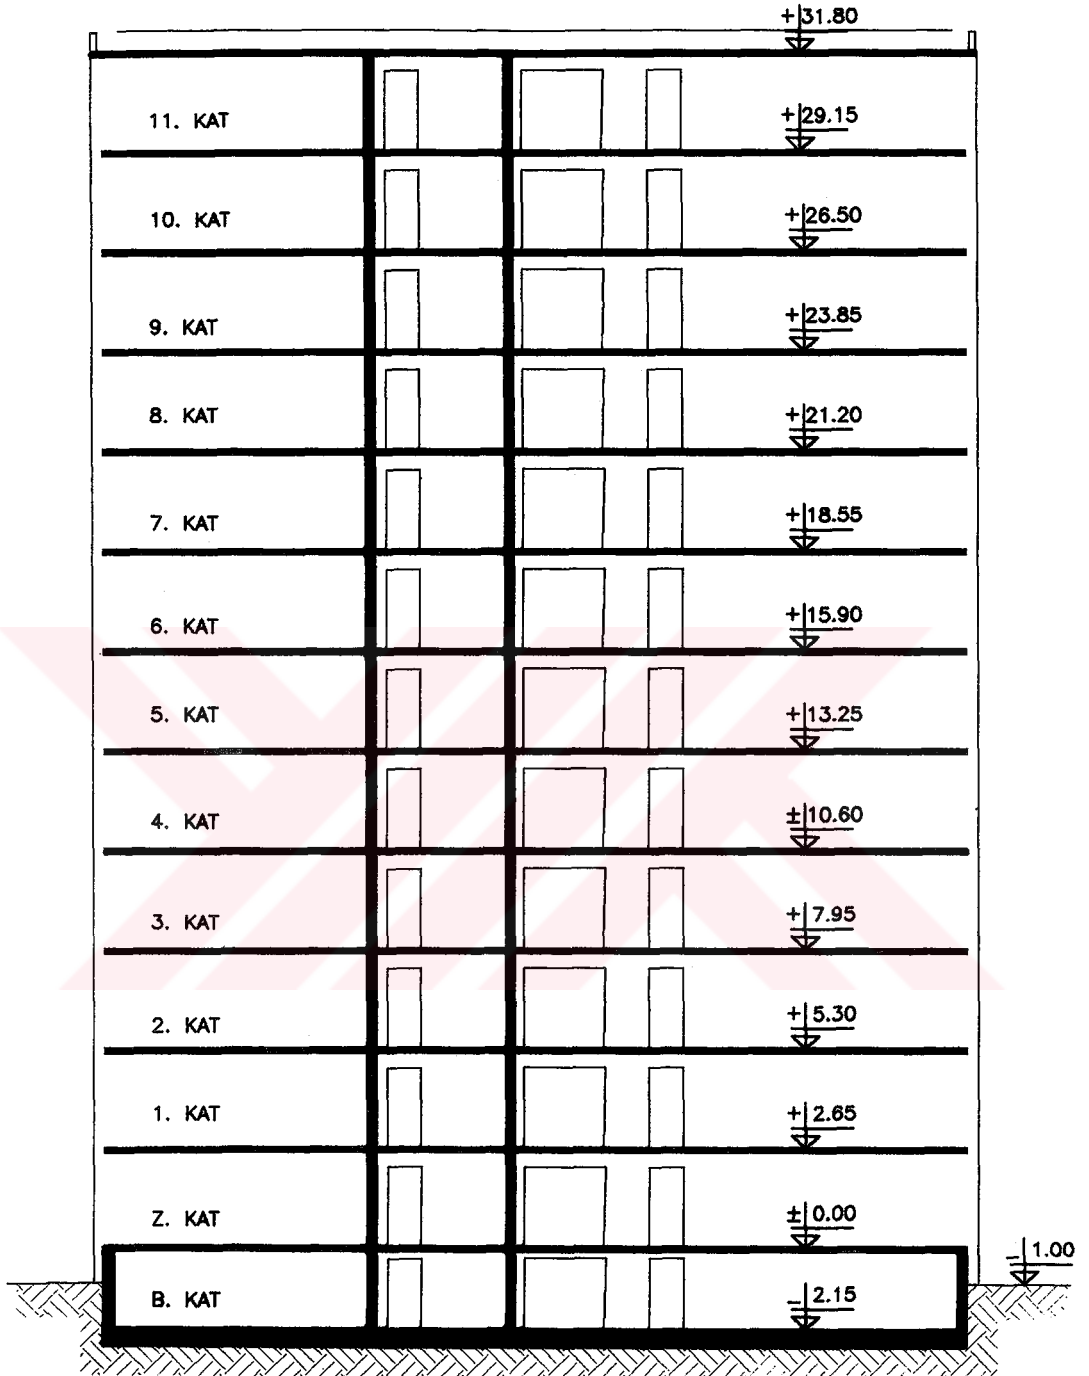 +31.80
11. KAT +29.15
10. KAT +26.50
9. KAT +23.85
8. KAT +21.20
7. KAT +18.55
6. KAT +15.90
5. KAT +13.25
4. KAT ±10.60
3. KAT +7.95
2. KAT +5.30
1. KAT +2.65
Z. KAT ±0.00
-1.00
B. KAT -2.15